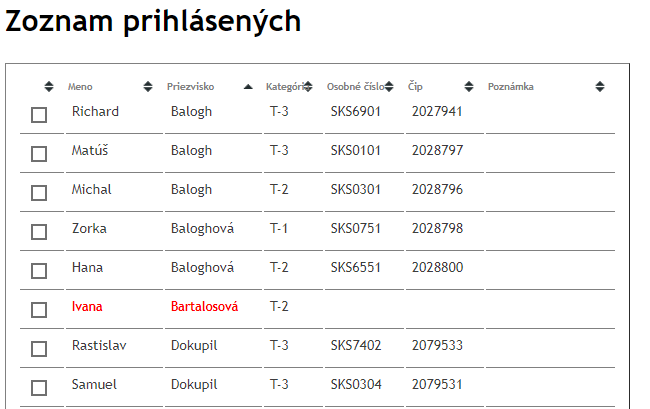 Zoznam prihlásených
Meno Priezvisko Kategória Osobné číslo Čip Poznámka
Richard Balogh T-3 SKS6901 2027941
Matúš Balogh T-3 SKS0101 2028797
Michal Balogh T-2 SKS0301 2028796
Zorka Baloghová T-1 SKS0751 2028798
Hana Baloghová T-2 SKS6551 2028800
Ivana Bartalosová T-2
Rastislav Dokupil T-3 SKS7402 2079533
Samuel Dokupil T-3 SKS0304 2079531